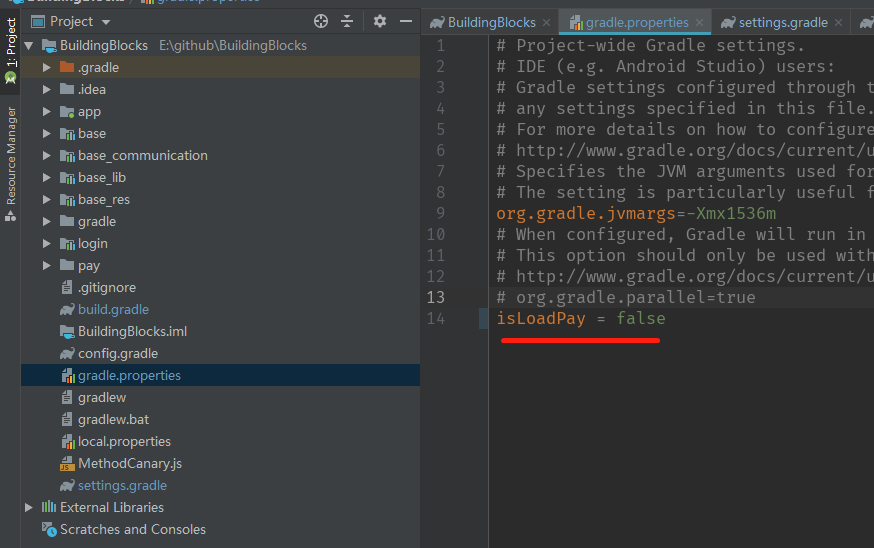 Project
BuildingBlocks E:\github\BuildingBlocks
.gradle
.idea
app
base
base_communication
base_lib
base_res
gradle
login
pay
.gitignore
build.gradle
BuildingBlocks.iml
config.gradle
gradle.properties
gradlew
gradlew.bat
local.properties
MethodCanary.js
settings.gradle
External Libraries
Scratches and Consoles
1: Project
Resource Manager
BuildingBlocks
gradle.properties
settings.gradle
1 # Project-wide Gradle settings.
2 # IDE (e.g. Android Studio) users:
3 # Gradle settings configured through t
4 # any settings specified in this file.
5 # For more details on how to configure
6 # http://www.gradle.org/docs/current/u
7 # Specifies the JVM arguments used for
8 # The setting is particularly useful f
9 org.gradle.jvmargs=-Xmx1536m
10 # When configured, Gradle will run in
11 # This option should only be used with
12 # http://www.gradle.org/docs/current/u
13 # org.gradle.parallel=true
14 isLoadPay = false